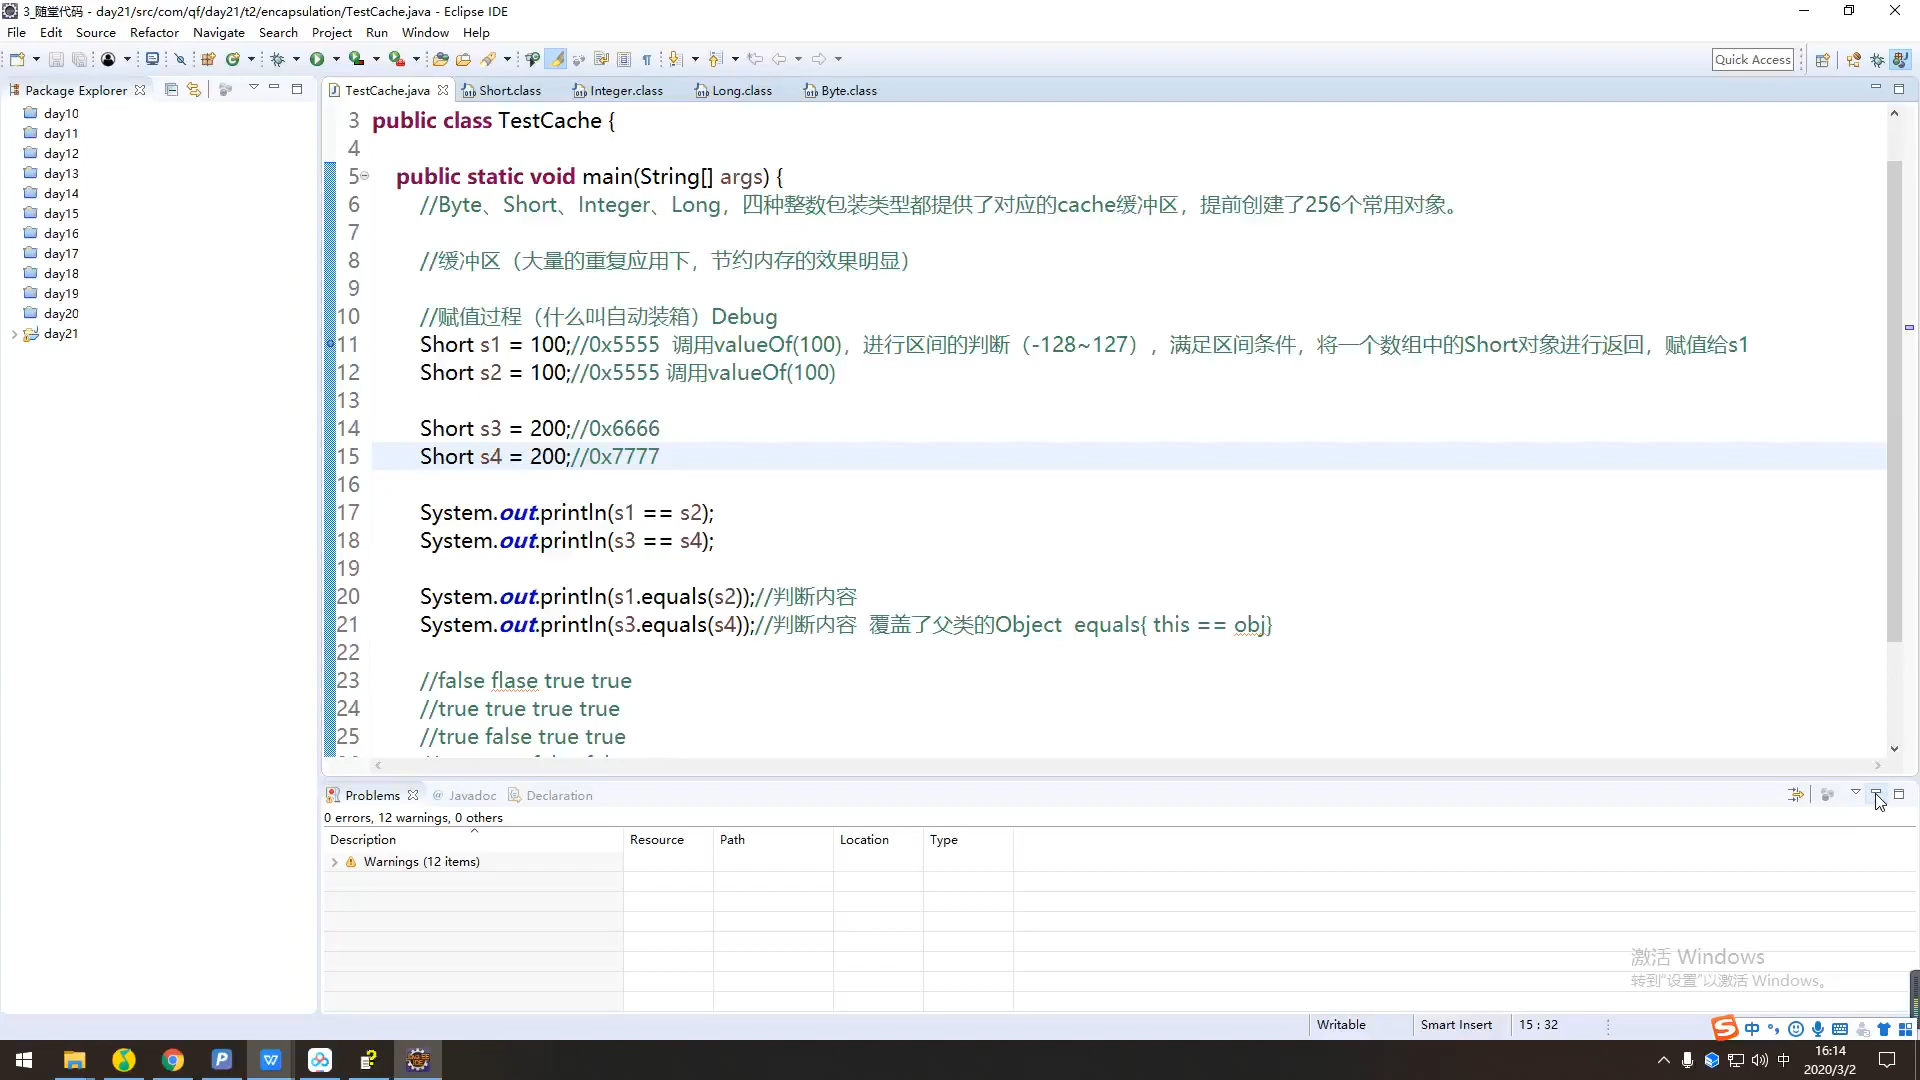 3_随堂代码 - day21/src/com/qf/day21/t2/encapsulation/TestCache.java - Eclipse IDE
File Edit Source Refactor Navigate Search Project Run Window Help
Quick Access
Package Explorer
day10
day11
day12
day13
day14
day15
day16
day17
day18
day19
day20
day21
TestCache.java Short.class Integer.class Long.class Byte.class
3 public class TestCache {
4
5 public static void main(String[] args) {
6 //Byte、Short、Integer、Long，四种整数包装类型都提供了对应的cache缓冲区，提前创建了256个常用对象。
7
8 //缓冲区（大量的重复应用下，节约内存的效果明显）
9
10 //赋值过程（什么叫自动装箱）Debug
11 Short s1 = 100;//0x5555 调用valueOf(100)，进行区间的判断（-128~127），满足区间条件，将一个数组中的Short对象进行返回，赋值给s1
12 Short s2 = 100;//0x5555 调用valueOf(100)
13
14 Short s3 = 200;//0x6666
15 Short s4 = 200;//0x7777
16
17 System.out.println(s1 == s2);
18 System.out.println(s3 == s4);
19
20 System.out.println(s1.equals(s2));//判断内容
21 System.out.println(s3.equals(s4));//判断内容 覆盖了父类的Object equals{ this == obj}
22
23 //false flase true true
24 //true true true true
25 //true false true true
Problems Javadoc Declaration
0 errors, 12 warnings, 0 others
Description Resource Path Location Type
Warnings (12 items)
激活 Windows
转到“设置”以激活 Windows。
Writable Smart Insert 15 : 32
中
中
16:14
2020/3/2